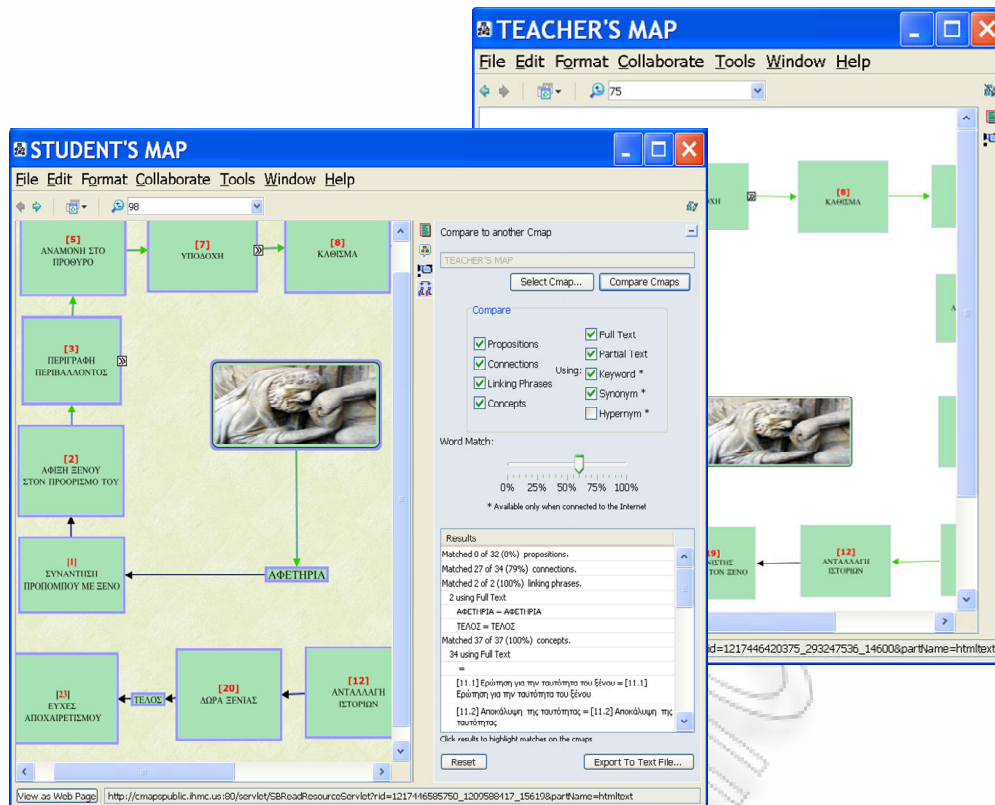 TEACHER'S MAP
File Edit Format Collaborate Tools Window Help
75
[8]
ΚΑΘΙΣΜΑ
[12]
ΑΝΤΑΛΛΑΓΗ
ΙΣΤΟΡΙΩΝ
ΤΟΝ ΞΕΝΟ
id=1217446420375_293247536_14600&partName=htmltext
STUDENT'S MAP
File Edit Format Collaborate Tools Window Help
98
[5]
ΑΝΑΜΟΝΗ ΣΤΟ
ΠΡΟΘΥΡΟ
[7]
ΥΠΟΔΟΧΗ
[8]
ΚΑΘΙΣΜΑ
[3]
ΠΕΡΙΓΡΑΦΗ
ΠΕΡΙΒΑΛΛΟΝΤΟΣ
[2]
ΑΦΙΞΗ ΞΕΝΟΥ
ΣΤΟΝ ΠΡΟΟΡΙΣΜΟ ΤΟΥ
[1]
ΣΥΝΑΝΤΗΣΗ
ΠΡΟΠΟΜΠΟΥ ΜΕ ΞΕΝΟ
ΑΦΕΤΗΡΙΑ
[23]
ΕΥΧΕΣ
ΑΠΟΧΑΙΡΕΤΙΣΜΟΥ
ΤΕΛΟΣ
[20]
ΔΩΡΑ ΞΕΝΙΑΣ
[12]
ΑΝΤΑΛΛΑΓΗ
ΙΣΤΟΡΙΩΝ
Compare to another Cmap
TEACHER'S MAP
Select Cmap... Compare Cmaps
Compare
Propositions
Connections
Linking Phrases
Concepts
Using:
Full Text
Partial Text
Keyword *
Synonym *
Hypernym *
Word Match:
0% 25% 50% 75% 100%
* Available only when connected to the Internet
Results
Matched 0 of 32 (0%) propositions.
Matched 27 of 34 (79%) connections.
Matched 2 of 2 (100%) linking phrases.
2 using Full Text
ΑΦΕΤΗΡΙΑ = ΑΦΕΤΗΡΙΑ
ΤΕΛΟΣ = ΤΕΛΟΣ
Matched 37 of 37 (100%) concepts.
34 using Full Text
=
[11.1] Ερώτηση για την ταυτότητα του ξένου = [11.1]
Ερώτηση για την ταυτότητα του ξένου
[11.2] Αποκάλυψη της ταυτότητας = [11.2] Αποκάλυψη της
ταυτότητας
Click results to highlight matches on the cmaps
Reset Export To Text File...
View as Web Page http://cmapspublic.ihmc.us:80/servlet/SBReadResourceServlet?rid=1217446585750_1209588417_15619&partName=htmltext